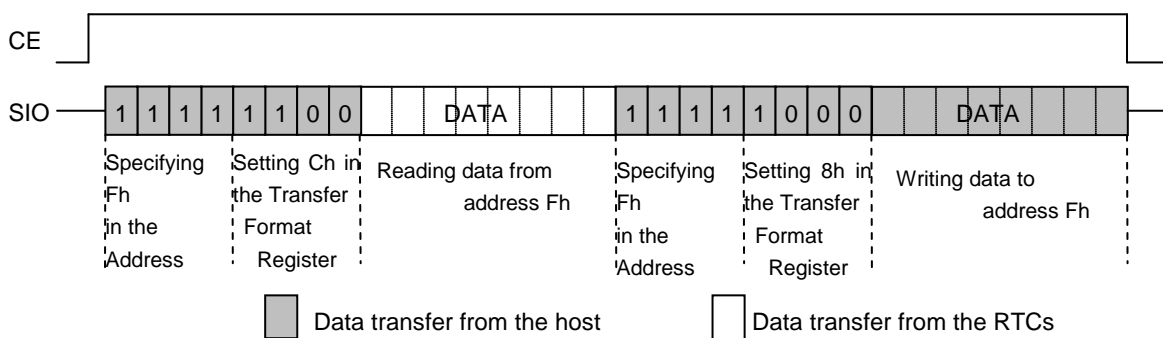 CE
SIO 1 1 1 1 1 1 0 0 DATA 1 1 1 1 1 0 0 0 DATA
Specifying
Fh
in the
Address
Setting Ch in
the Transfer
Format
Register
Reading data from
address Fh
Specifying
Fh
in the
Address
Setting 8h in
the Transfer
Format
Register
Writing data to
address Fh
Data transfer from the host
Data transfer from the RTCs